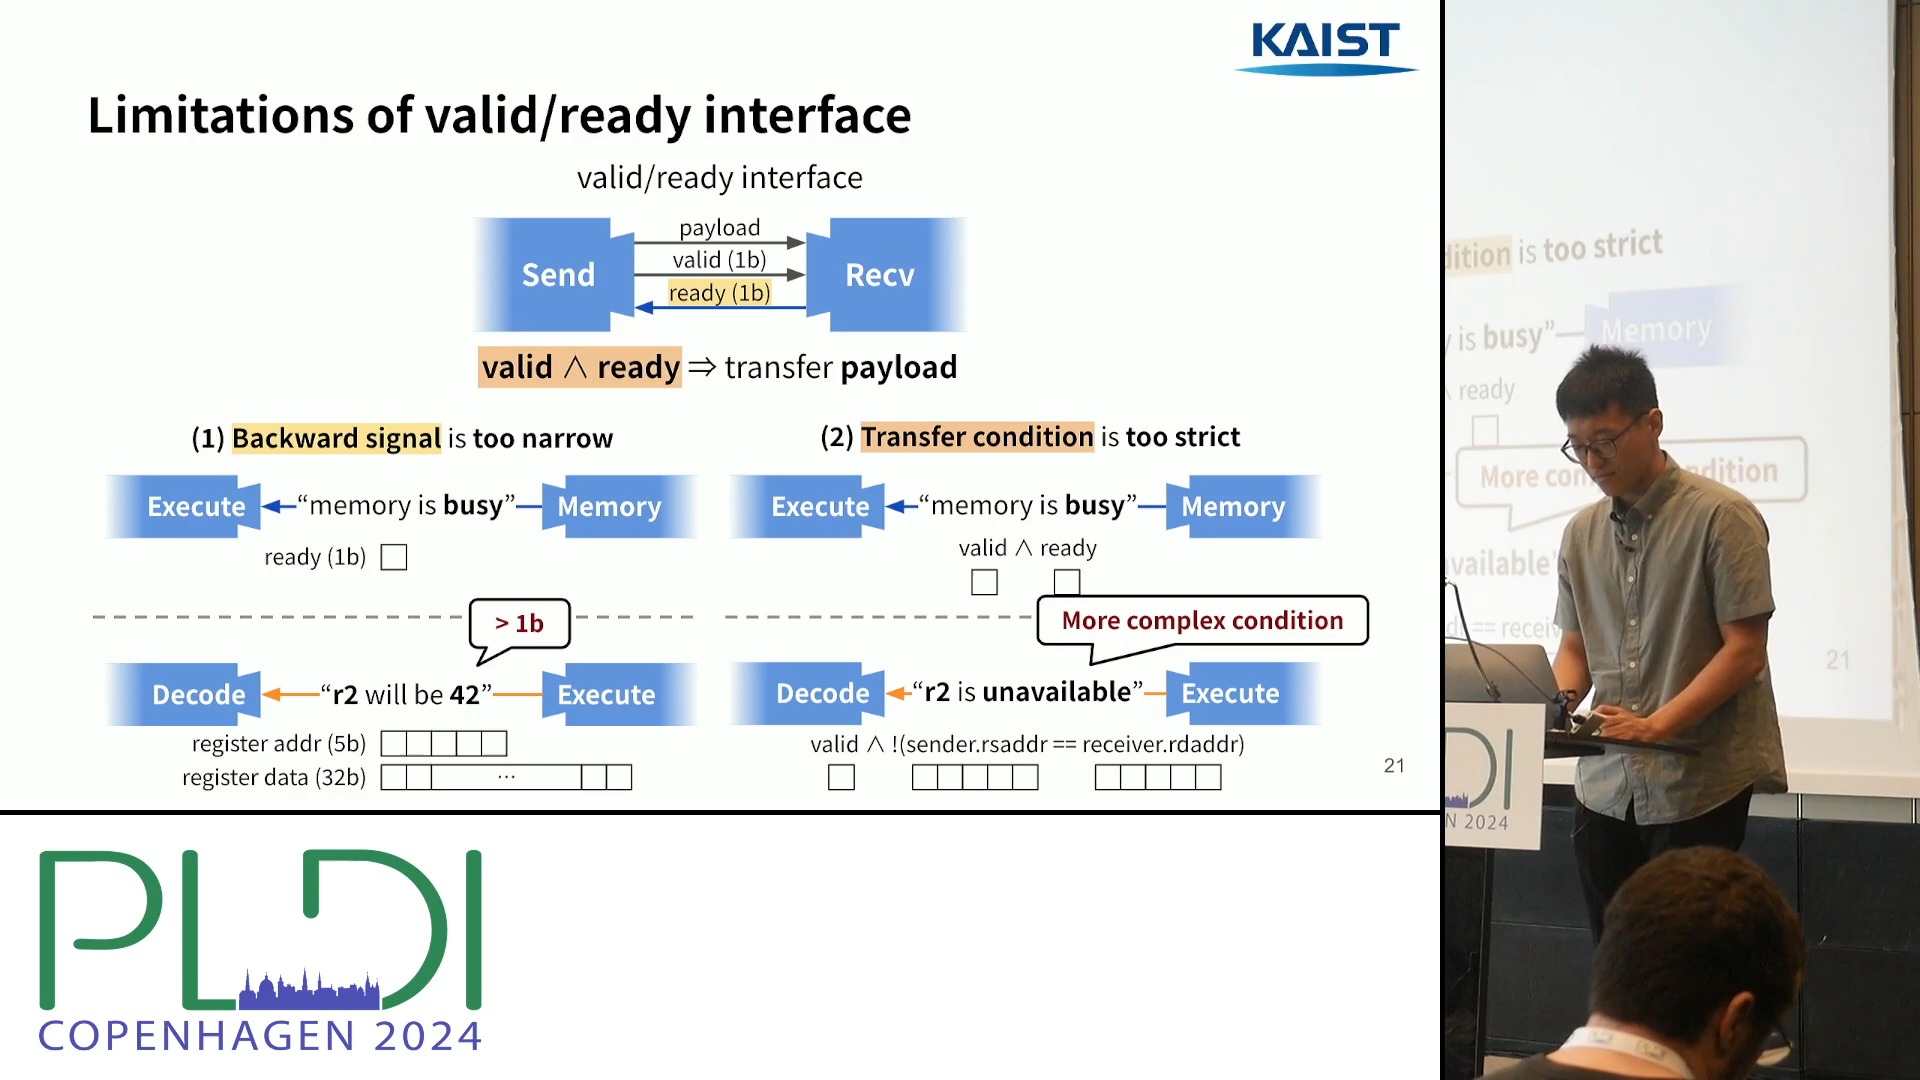 KAIST
Limitations of valid/ready interface
valid/ready interface
Send
payload
valid (1b)
ready (1b)
Recv
valid ∧ ready ⇒ transfer payload
(1) Backward signal is too narrow
Execute
“memory is busy”
Memory
ready (1b)
> 1b
Decode
“r2 will be 42”
Execute
register addr (5b)
register data (32b)
...
(2) Transfer condition is too strict
Execute
“memory is busy”
Memory
valid ∧ ready
More complex condition
Decode
“r2 is unavailable”
Execute
valid ∧ !(sender.rsaddr == receiver.rdaddr)
21
PLDI
COPENHAGEN 2024
dition is too strict
is busy”
Memory
ready
More com
ndition
vailable”
== receiv
21
DI
N 2024